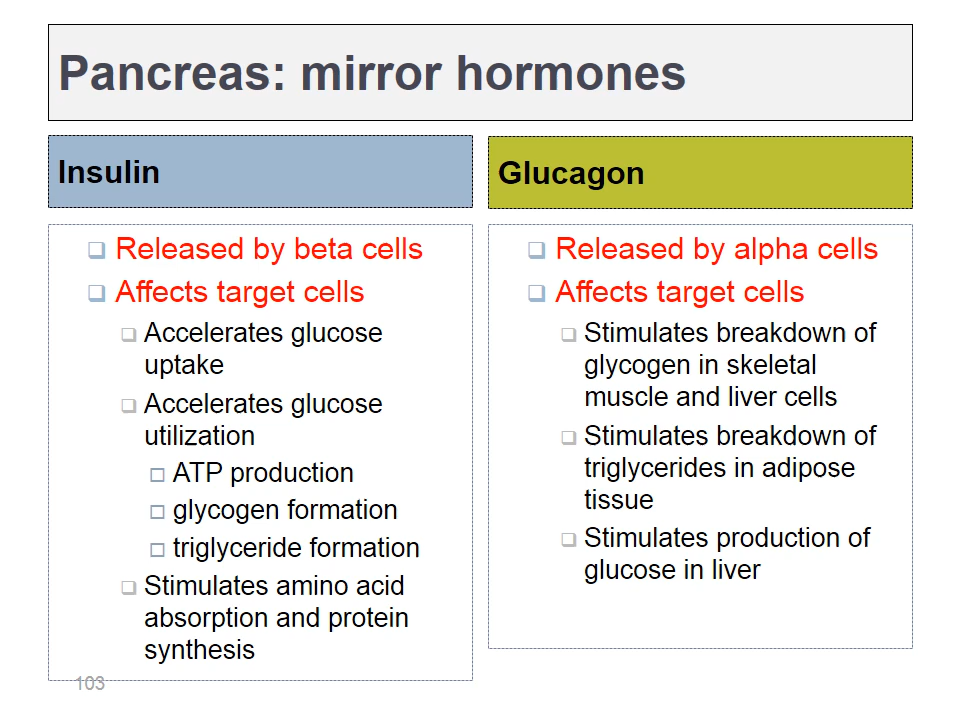 Pancreas: mirror hormones
Insulin
Released by beta cells
Affects target cells
Accelerates glucose
uptake
Accelerates glucose
utilization
ATP production
glycogen formation
triglyceride formation
Stimulates amino acid
absorption and protein
synthesis
Glucagon
Released by alpha cells
Affects target cells
Stimulates breakdown of
glycogen in skeletal
muscle and liver cells
Stimulates breakdown of
triglycerides in adipose
tissue
Stimulates production of
glucose in liver
103